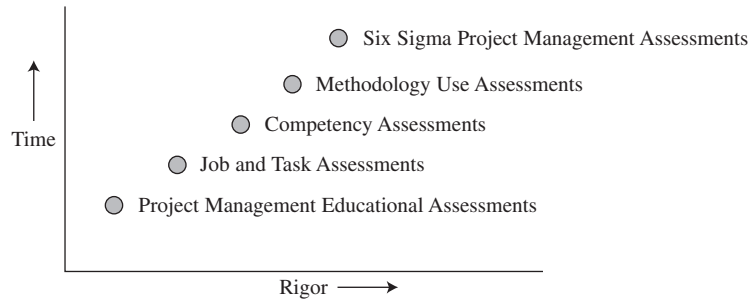 Six Sigma Project Management Assessments
Methodology Use Assessments
Time
Competency Assessments
Job and Task Assessments
Project Management Educational Assessments
Rigor